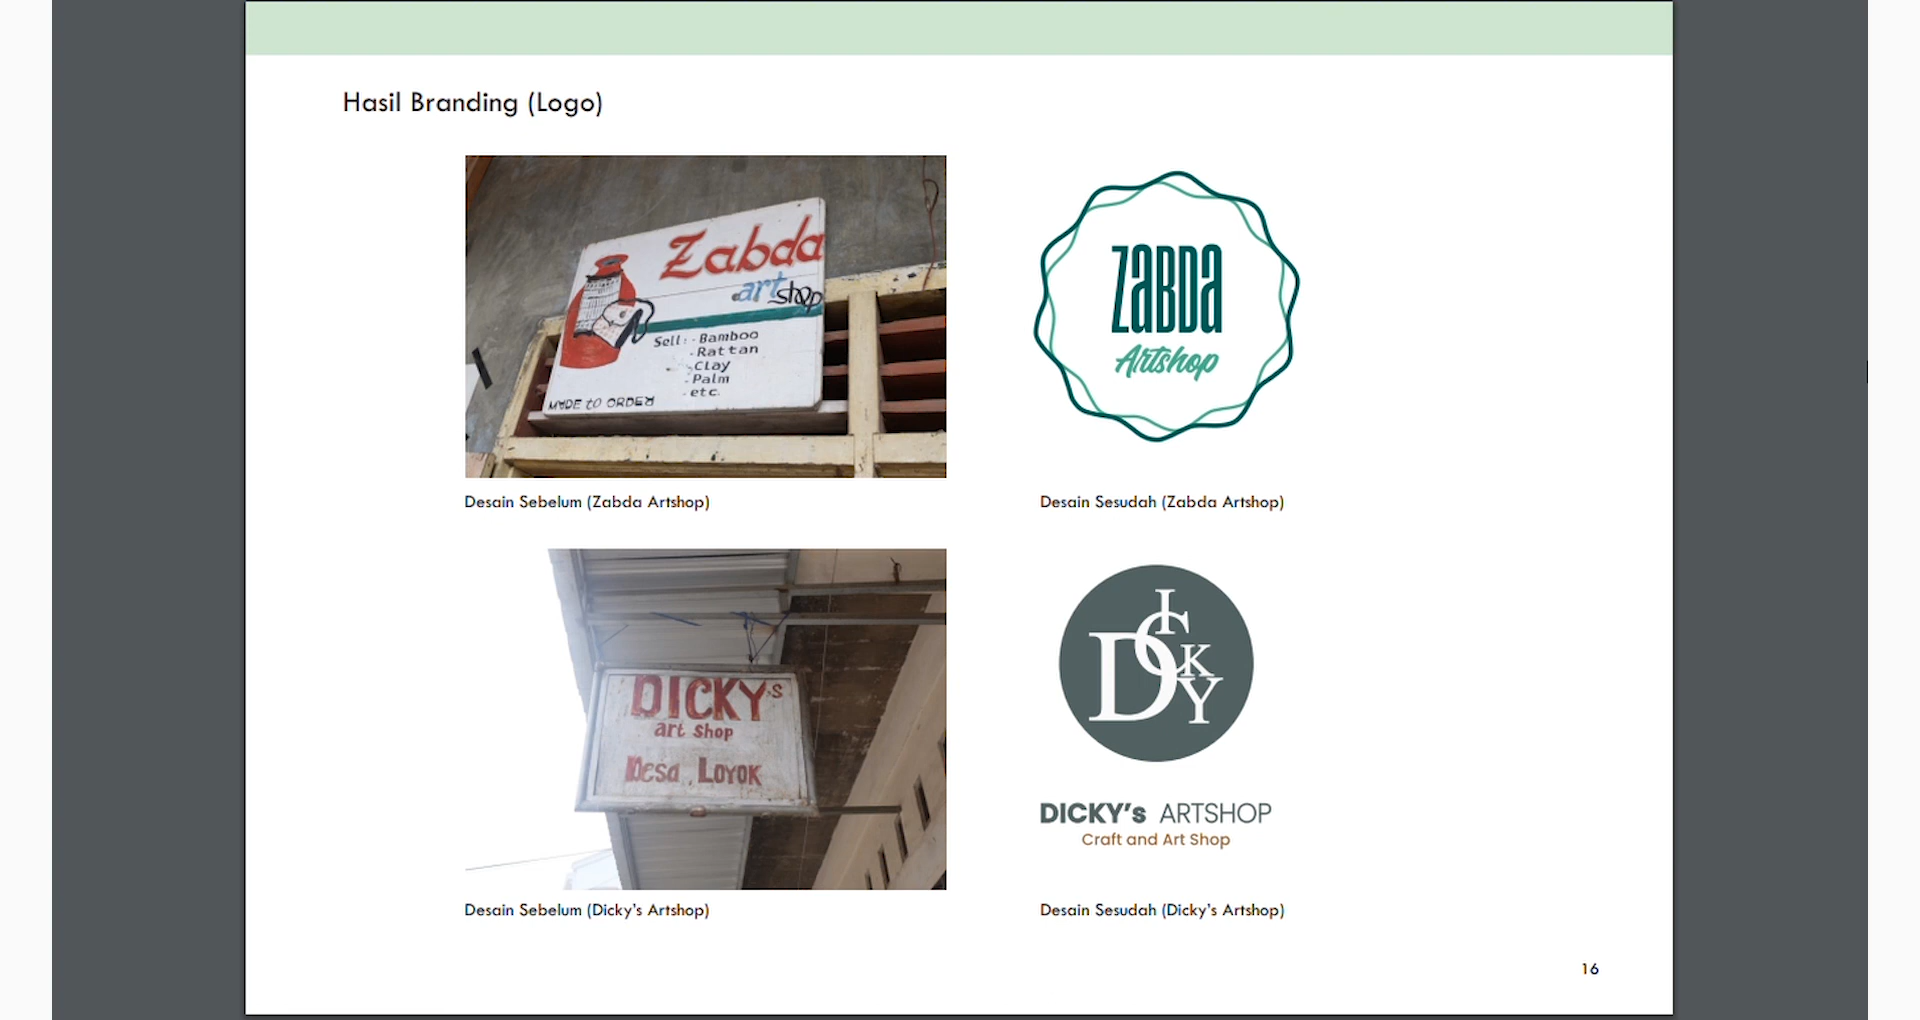 Hasil Branding (Logo)
Zabda
art shop
Sell: - Bamboo
- Rattan
- Clay
- Palm
- etc.
MADE to ORDER
ZABDA
Artshop
Desain Sebelum (Zabda Artshop)
Desain Sesudah (Zabda Artshop)
DICKY's
art shop
Desa Loyok
DICKY
DICKY's ARTSHOP
Craft and Art Shop
Desain Sebelum (Dicky's Artshop)
Desain Sesudah (Dicky's Artshop)
16